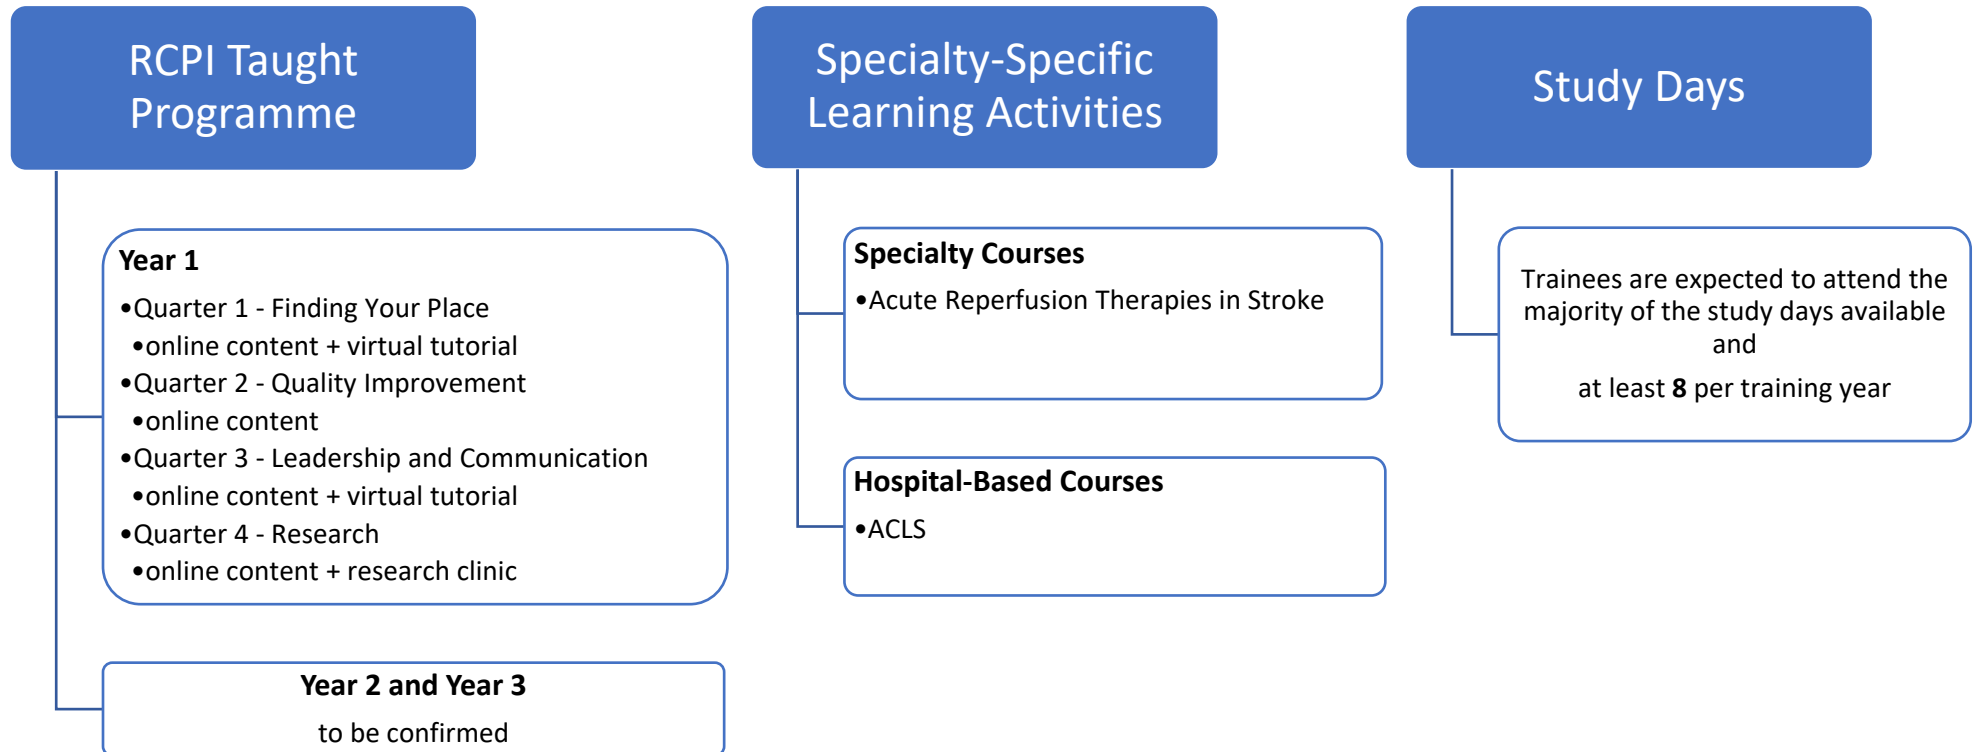 RCPI Taught
Programme
Year 1
•Quarter 1 - Finding Your Place
•online content + virtual tutorial
•Quarter 2 - Quality Improvement
•online content
•Quarter 3 - Leadership and Communication
•online content + virtual tutorial
•Quarter 4 - Research
•online content + research clinic
Year 2 and Year 3
to be confirmed
Specialty-Specific
Learning Activities
Specialty Courses
•Acute Reperfusion Therapies in Stroke
Hospital-Based Courses
•ACLS
Study Days
Trainees are expected to attend the
majority of the study days available
and
at least 8 per training year